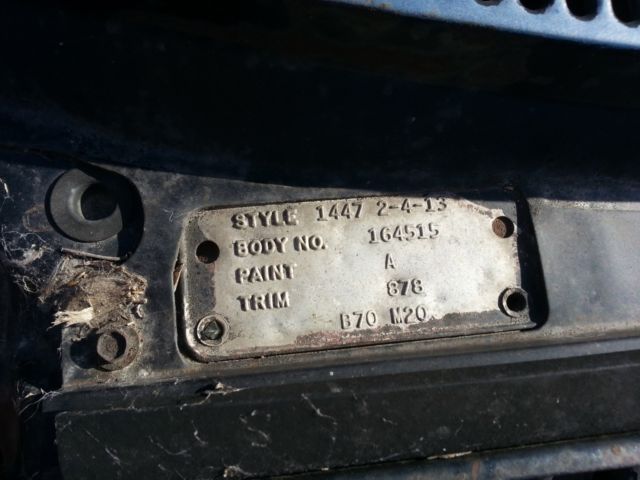 STYLE 1447 2-4-13
BODY NO. 164515
PAINT A
TRIM 878
B70 M20